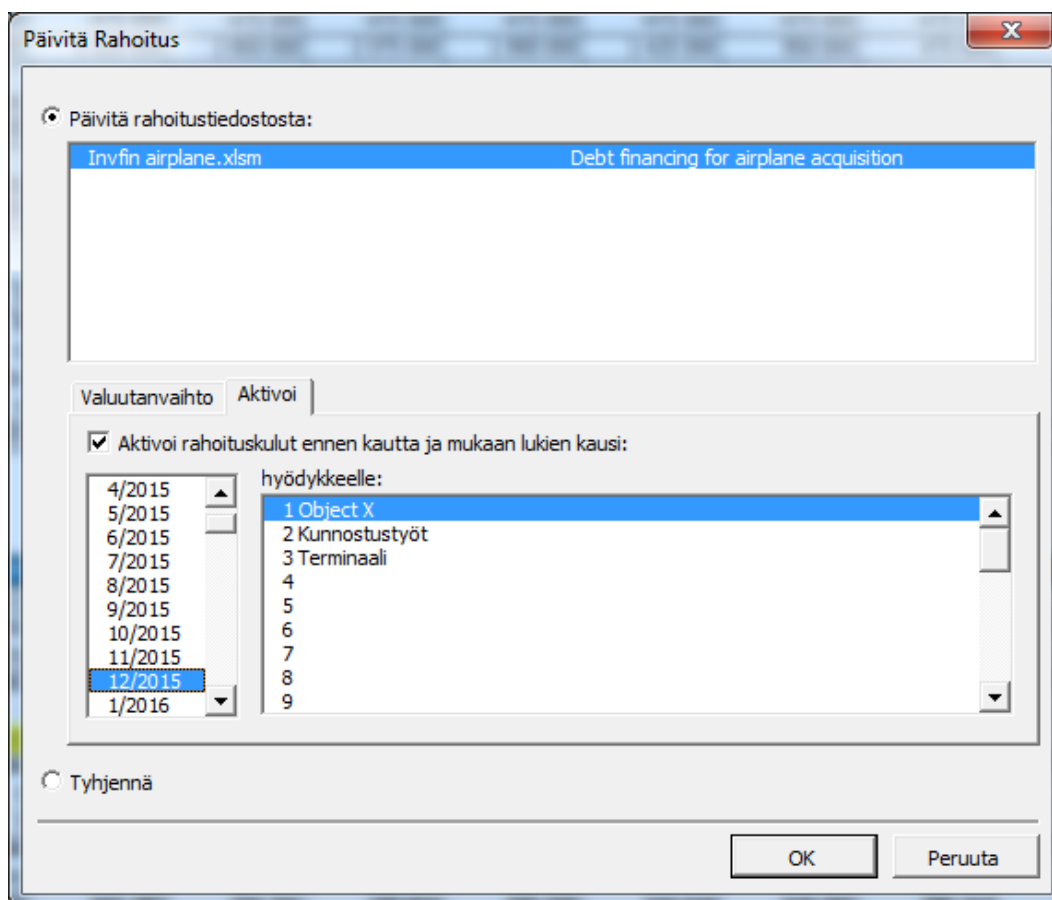 Päivitä Rahoitus
Päivitä rahoitustiedostosta:
Invfin airplane.xlsm Debt financing for airplane acquisition
Valuutanvaihto Aktivoi
Aktivoi rahoituskulut ennen kautta ja mukaan lukien kausi:
hyödykkeelle:
4/2015
5/2015
6/2015
7/2015
8/2015
9/2015
10/2015
11/2015
12/2015
1/2016
1 Object X
2 Kunnostustyöt
3 Terminaali
4
5
6
7
8
9
Tyhjennä
OK Peruuta